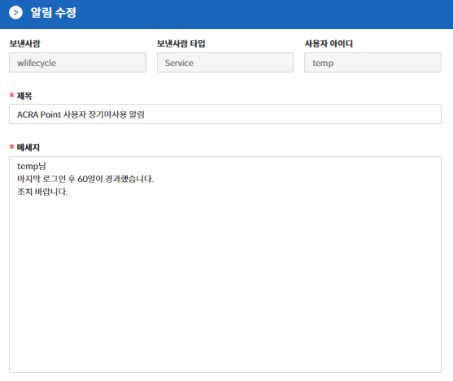 알림 수정
보낸사람 보낸사람 타입 사용자 아이디
wlifecycle Service temp
* 제목
ACRA Point 사용자 장기미사용 알림
* 메세지
temp님
마지막 로그인 후 60일이 경과했습니다.
조치 바랍니다.